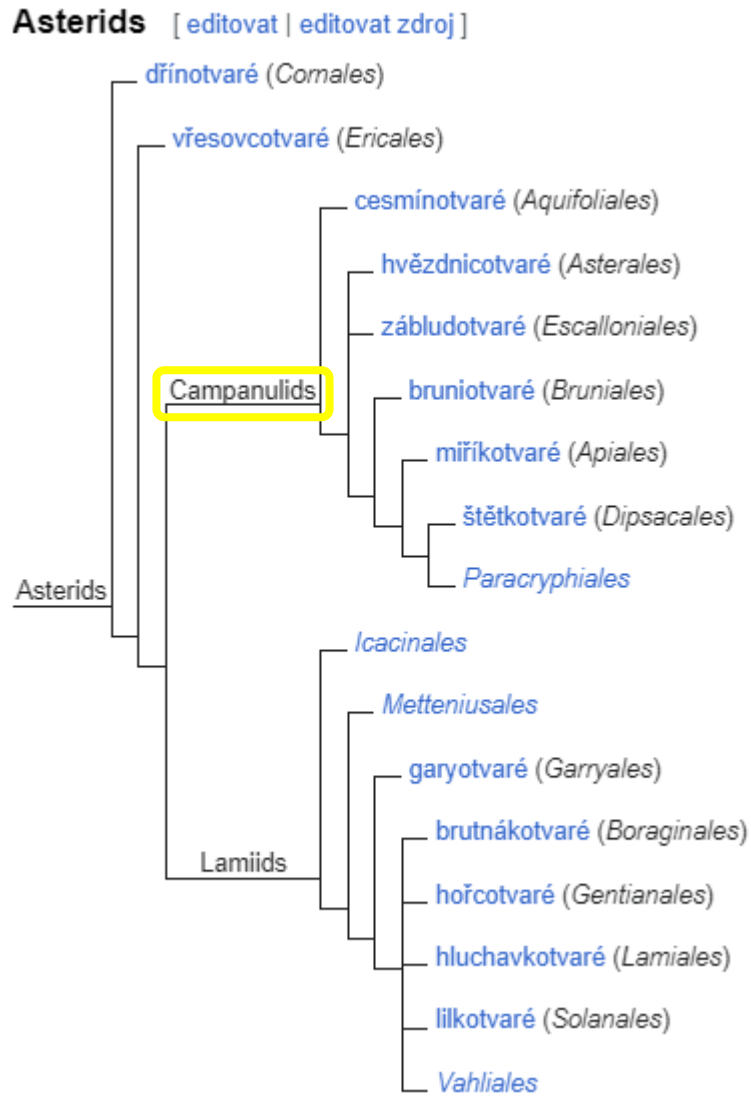 Asterids [ editovat | editovat zdroj ]
dřínotvaré (Cornales)
vřesovcotvaré (Ericales)
cesmínotvaré (Aquifoliales)
hvězdnicotvaré (Asterales)
zábludotvaré (Escalloniales)
Campanulids
bruniotvaré (Bruniales)
miříkotvaré (Apiales)
štětkotvaré (Dipsacales)
Paracryphiales
Asterids
Icacinales
Metteniusales
garyotvaré (Garryales)
brutnákotvaré (Boraginales)
Lamiids
hořcotvaré (Gentianales)
hluchavkotvaré (Lamiales)
lilkotvaré (Solanales)
Vahliales